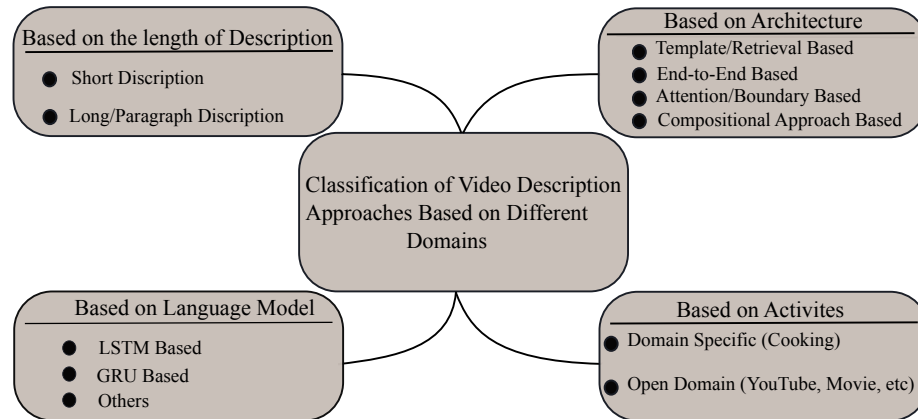 Based on the length of Description
Short Discription
Long/Paragraph Discription
Based on Architecture
Template/Retrieval Based
End-to-End Based
Attention/Boundary Based
Compositional Approach Based
Classification of Video Description
Approaches Based on Different
Domains
Based on Language Model
LSTM Based
GRU Based
Others
Based on Activites
Domain Specific (Cooking)
Open Domain (YouTube, Movie, etc)